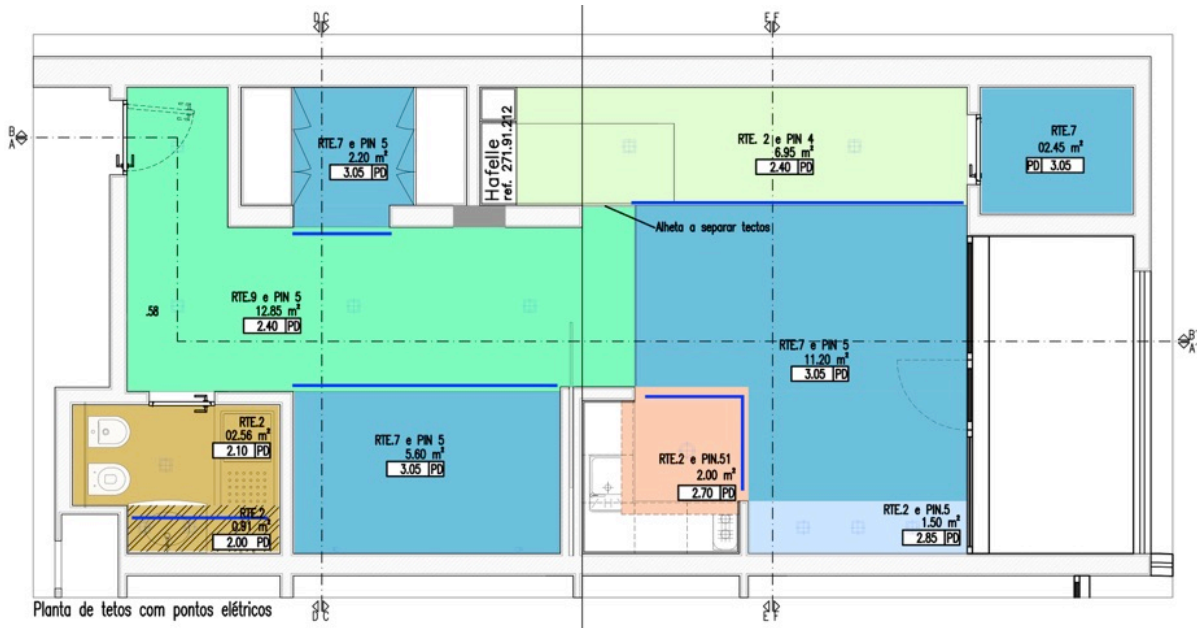 D C
E F
B
A
RTE.7 e PIN 5
2.20 m²
3.05 PD
Hafelle
ref. 271.91.212
RTE. 2 e PIN 4
6.95 m²
2.40 PD
RTE.7
02.45 m²
PD 3.05
Alheta a separar tectos
.58
RTE.9 e PIN 5
12.85 m²
2.40 PD
RTE.7 e PIN 5
11.20 m²
3.05 PD
B'
A'
RTE.2
02.56 m²
2.10 PD
RTE.7 e PIN 5
5.60 m²
3.05 PD
RTE.2 e PIN.51
2.00 m²
2.70 PD
RTE.2
0.91 m²
2.00 PD
RTE.2 e PIN.5
1.50 m²
2.85 PD
Planta de tetos com pontos elétricos
D C
E F